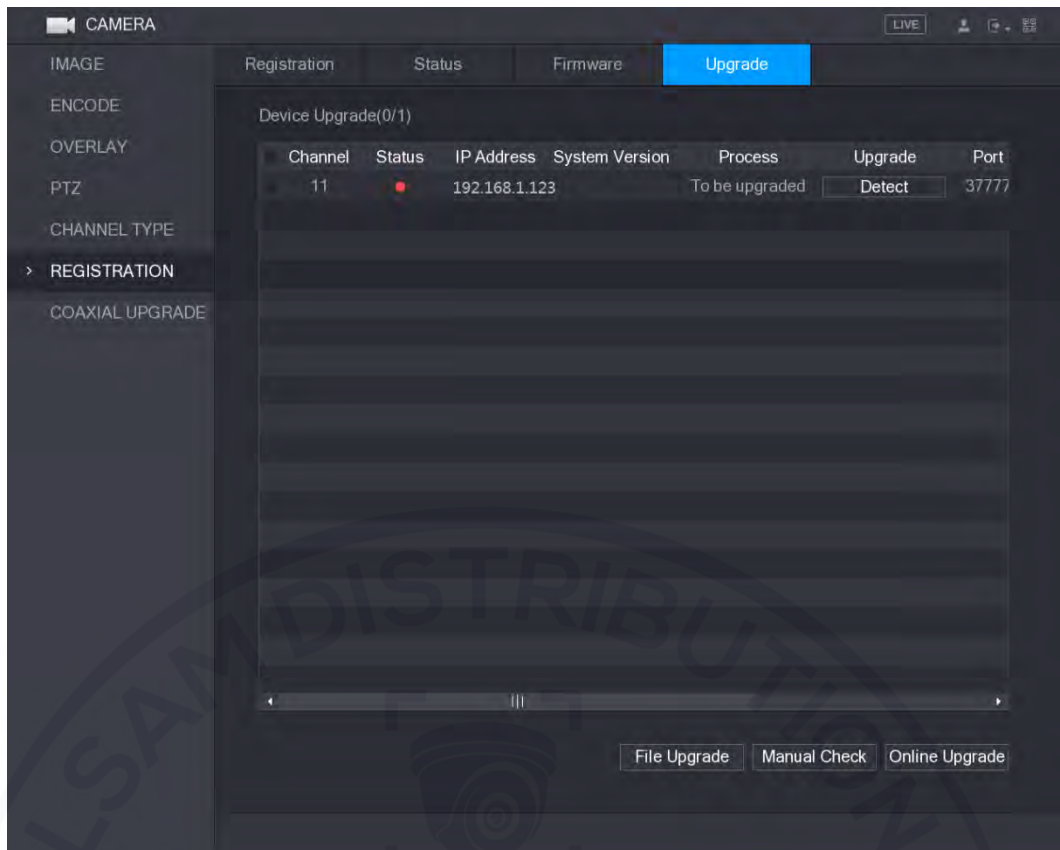 CAMERA LIVE
IMAGE
ENCODE
OVERLAY
PTZ
CHANNEL TYPE
> REGISTRATION
COAXIAL UPGRADE
Registration Status Firmware Upgrade
Device Upgrade(0/1)
Channel Status IP Address System Version Process Upgrade Port
11 192.168.1.123 To be upgraded Detect 37777
File Upgrade Manual Check Online Upgrade
LSAMDISTRIBUTION